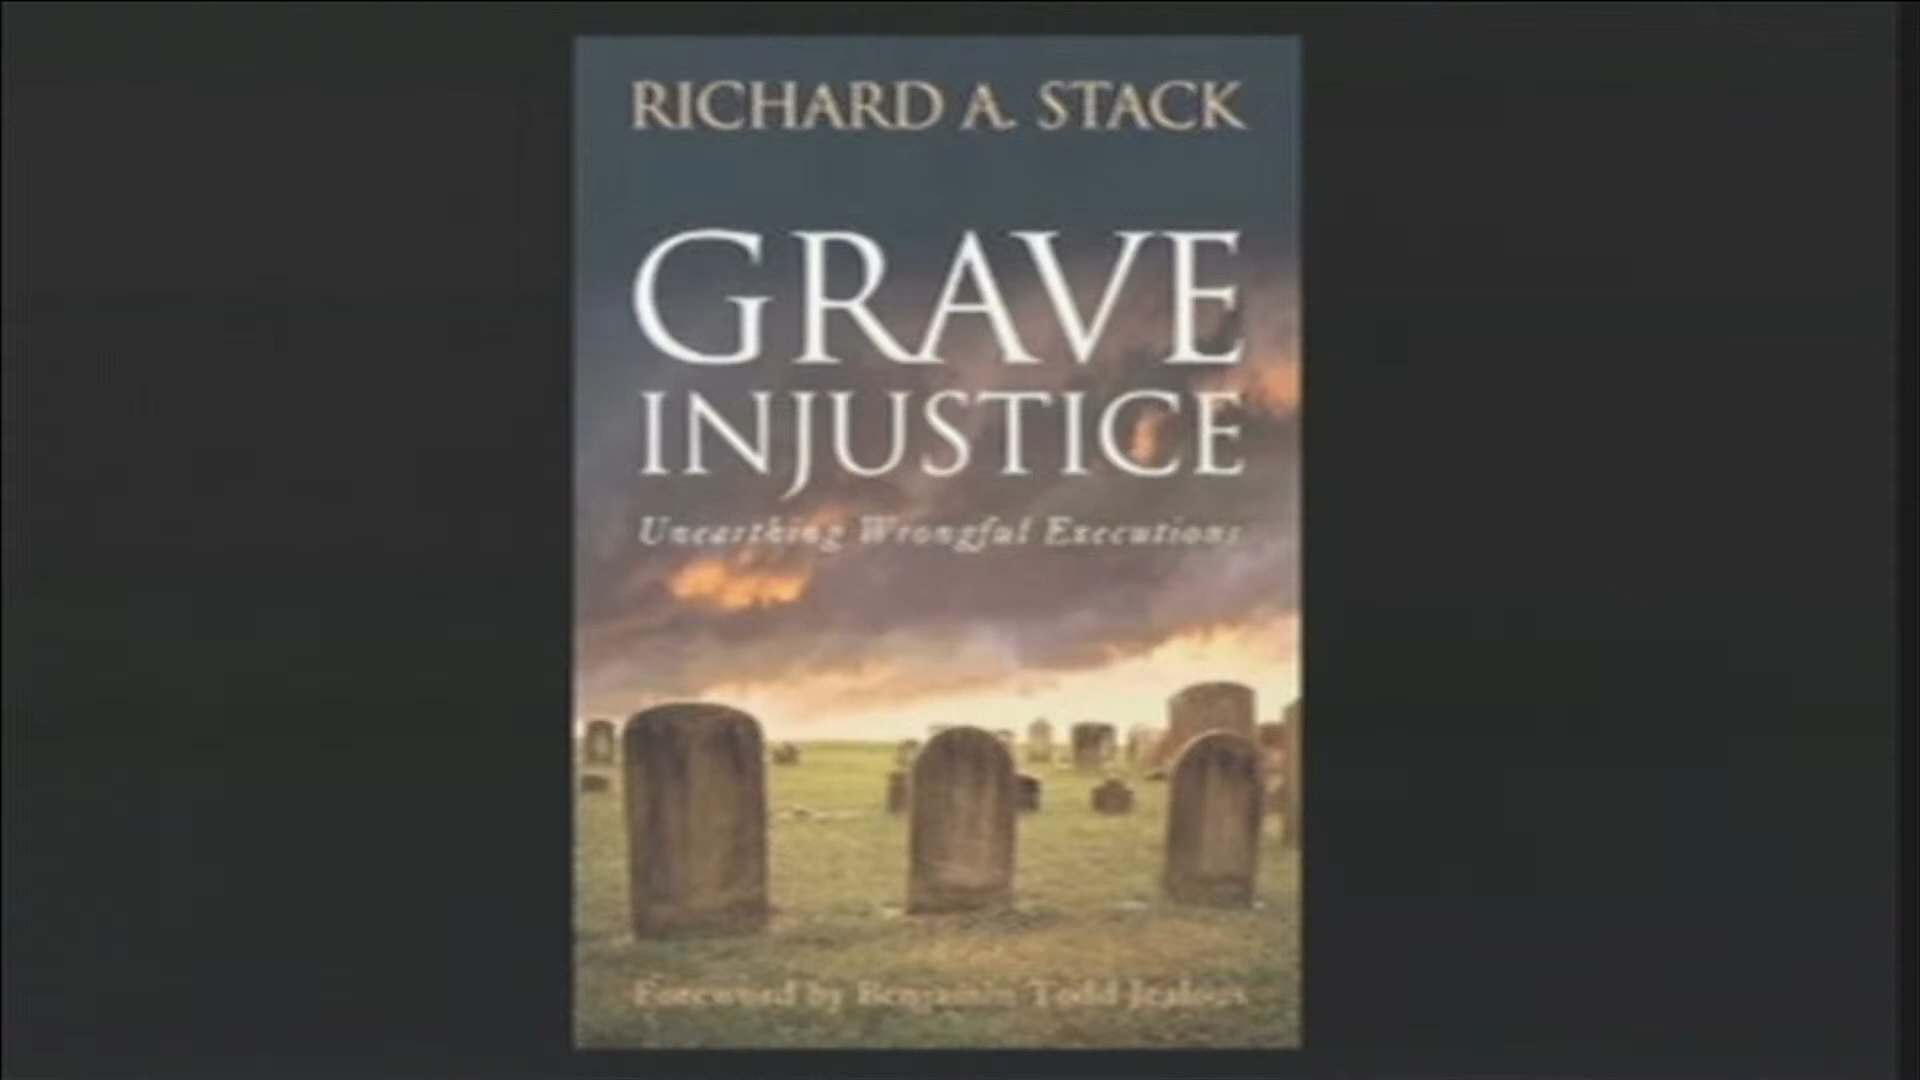 RICHARD A. STACK
GRAVE
INJUSTICE
Unearthing Wrongful Executions
Foreword by Benjamin Todd Jealous